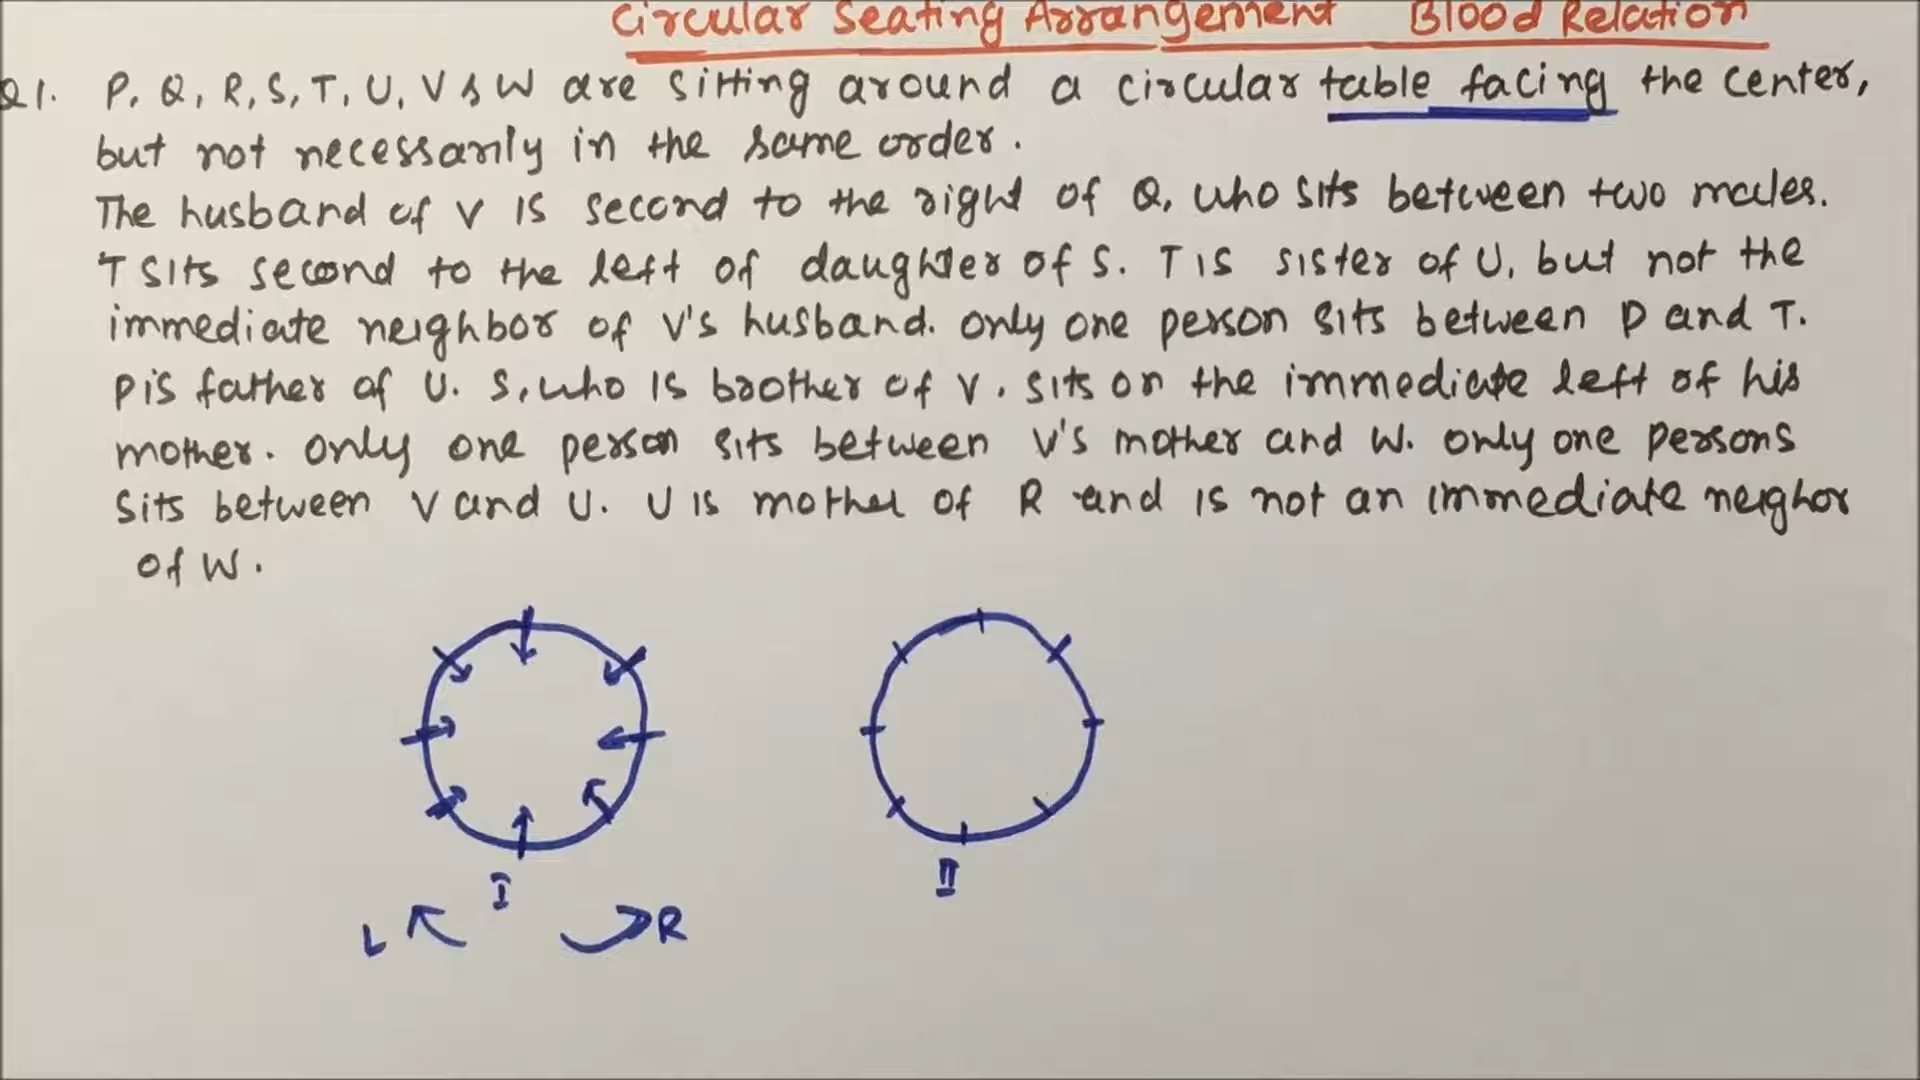 Circular Seating Arrangement Blood Relation
Q1. P, Q, R, S, T, U, V & W are sitting around a circular table facing the center,
but not necessarily in the same order.
The husband of V is second to the right of Q, who sits between two males.
T sits second to the left of daughter of S. T is sister of U, but not the
immediate neighbor of V's husband. only one person sits between P and T.
P is father of U. S, who is brother of V, sits on the immediate left of his
mother. only one person sits between V's mother and W. only one persons
sits between V and U. U is mother of R and is not an immediate neighor
of W.
I
II
L R